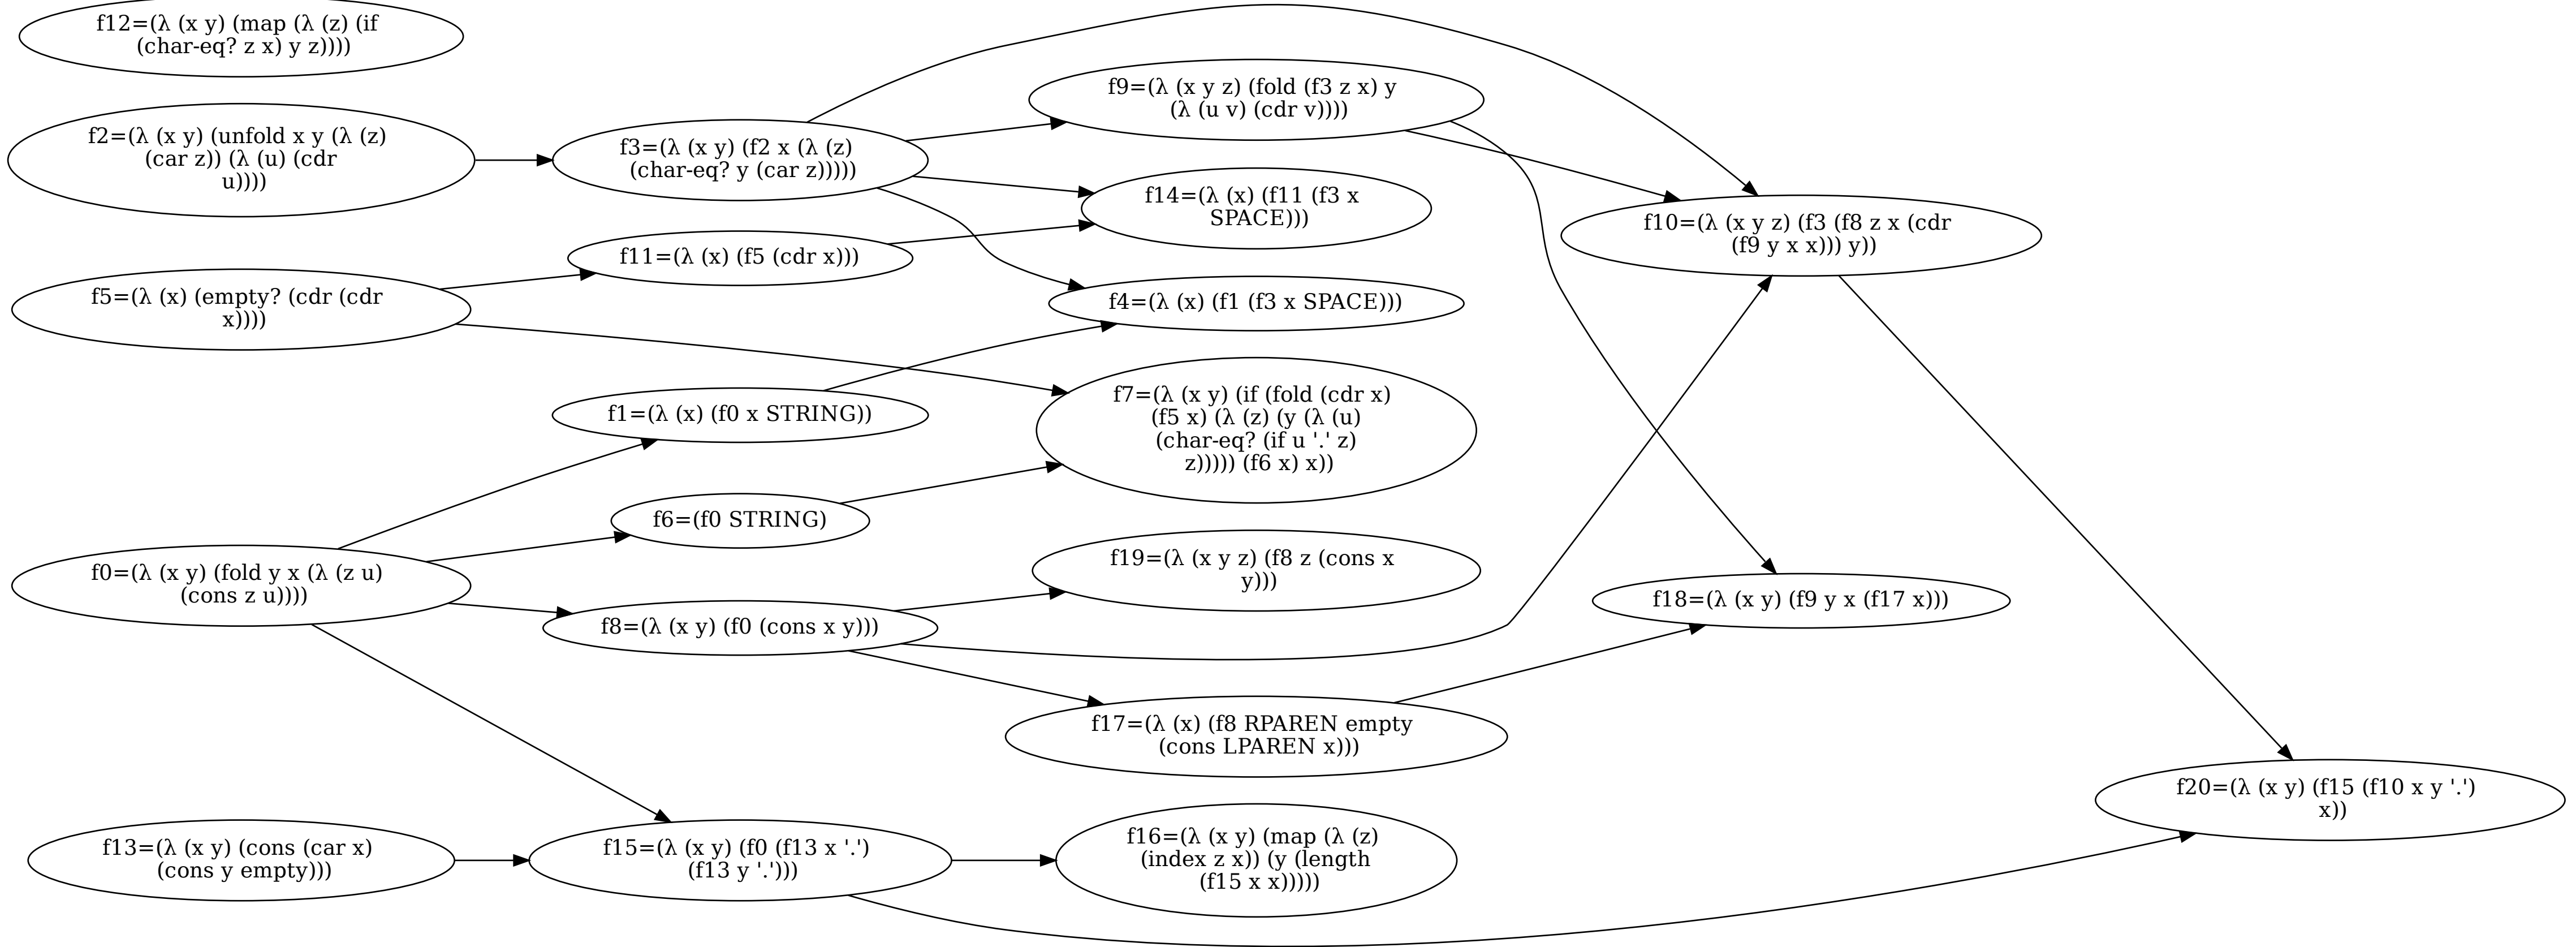 f12=(λ (x y) (map (λ (z) (if
(char-eq? z x) y z))))
f2=(λ (x y) (unfold x y (λ (z)
(car z)) (λ (u) (cdr
u))))
f5=(λ (x) (empty? (cdr (cdr
x))))
f0=(λ (x y) (fold y x (λ (z u)
(cons z u))))
f13=(λ (x y) (cons (car x)
(cons y empty)))
f3=(λ (x y) (f2 x (λ (z)
(char-eq? y (car z)))))
f11=(λ (x) (f5 (cdr x)))
f1=(λ (x) (f0 x STRING))
f6=(f0 STRING)
f8=(λ (x y) (f0 (cons x y)))
f15=(λ (x y) (f0 (f13 x '.')
(f13 y '.')))
f9=(λ (x y z) (fold (f3 z x) y
(λ (u v) (cdr v))))
f14=(λ (x) (f11 (f3 x
SPACE)))
f4=(λ (x) (f1 (f3 x SPACE)))
f7=(λ (x y) (if (fold (cdr x)
(f5 x) (λ (z) (y (λ (u)
(char-eq? (if u '.' z)
z))))) (f6 x) x))
f19=(λ (x y z) (f8 z (cons x
y)))
f17=(λ (x) (f8 RPAREN empty
(cons LPAREN x)))
f16=(λ (x y) (map (λ (z)
(index z x)) (y (length
(f15 x x)))))
f10=(λ (x y z) (f3 (f8 z x (cdr
(f9 y x x))) y))
f18=(λ (x y) (f9 y x (f17 x)))
f20=(λ (x y) (f15 (f10 x y '.')
x))